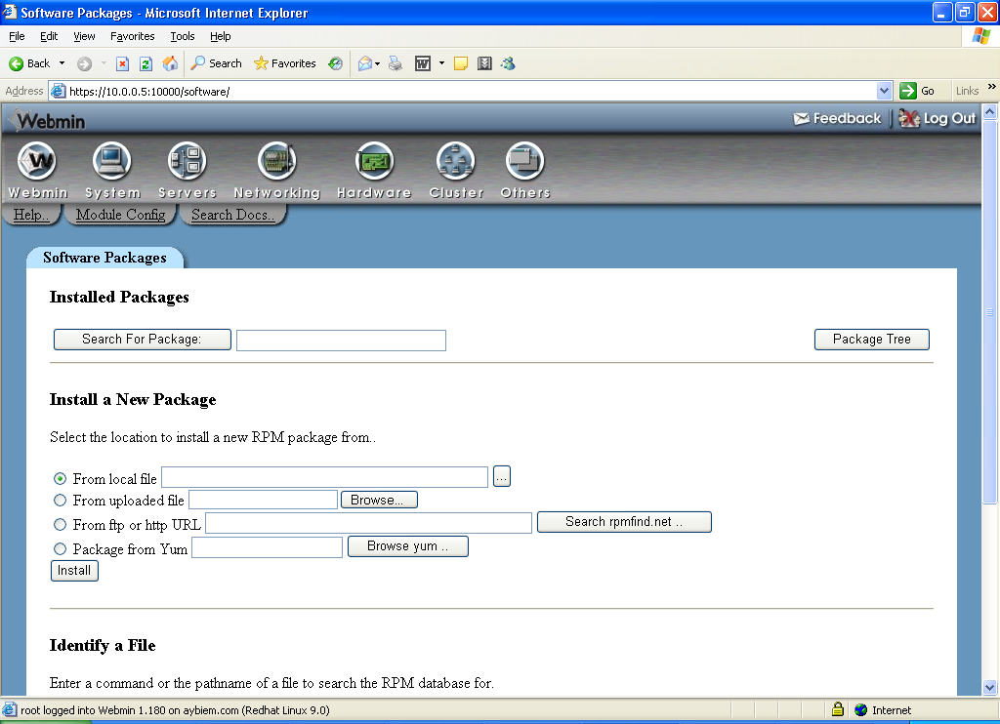 Software Packages - Microsoft Internet Explorer
File Edit View Favorites Tools Help
Back Search Favorites
Address https://10.0.0.5:10000/software/ Go Links »
Webmin Feedback Log Out
Webmin System Servers Networking Hardware Cluster Others
Help.. Module Config Search Docs..
Software Packages
Installed Packages
Search For Package: Package Tree
Install a New Package
Select the location to install a new RPM package from..
From local file ...
From uploaded file Browse...
From ftp or http URL Search rpmfind.net ..
Package from Yum Browse yum ..
Install
Identify a File
Enter a command or the pathname of a file to search the RPM database for.
root logged into Webmin 1.180 on aybiem.com (Redhat Linux 9.0) Internet